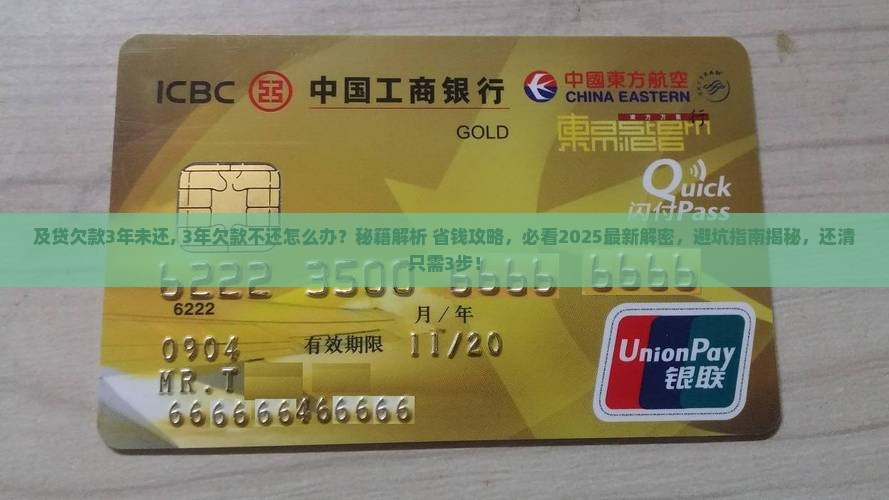 ICBC 中国工商银行 中國東方航空
CHINA EASTERN
GOLD
東方万里行
eastern
miles
Quick
闪付Pass
及贷欠款3年未还，3年欠款不还怎么办？秘籍解析 省钱攻略，必看2025最新解密，避坑指南揭秘，还清
只需3步！
6222 3500 6666 6666
6222
月/年
0904 有效期限 11/20
MR.T
666666466666
UnionPay
银联